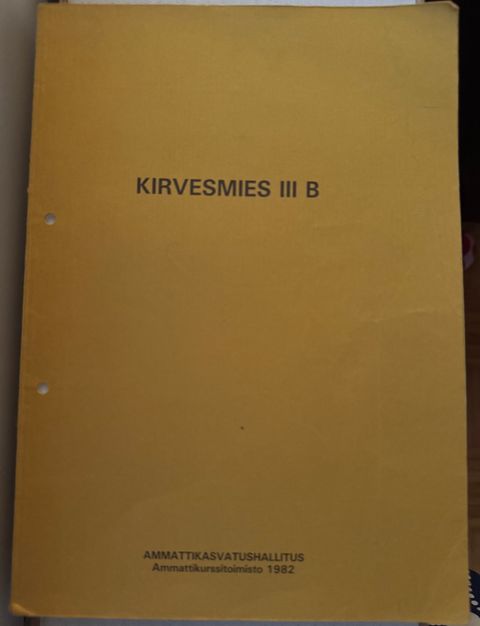 KIRVESMIES III B
AMMATTIKASVATUSHALLITUS
Ammattikurssitoimisto 1982